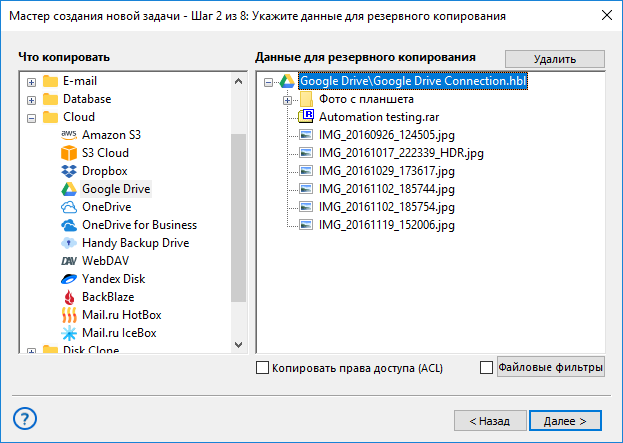 Мастер создания новой задачи - Шаг 2 из 8: Укажите данные для резервного копирования
Что копировать
E-mail
Database
Cloud
aws Amazon S3
S3 Cloud
Dropbox
Google Drive
OneDrive
OneDrive for Business
Handy Backup Drive
DAV WebDAV
Yandex Disk
BackBlaze
Mail.ru HotBox
Mail.ru IceBox
Disk Clone
Данные для резервного копирования
Удалить
Google Drive\Google Drive Connection.hbl
Фото с планшета
Automation testing.rar
IMG_20160926_124505.jpg
IMG_20161017_222339_HDR.jpg
IMG_20161029_173617.jpg
IMG_20161102_185744.jpg
IMG_20161102_185754.jpg
IMG_20161119_152006.jpg
Копировать права доступа (ACL)
Файловые фильтры
?
< Назад
Далее >